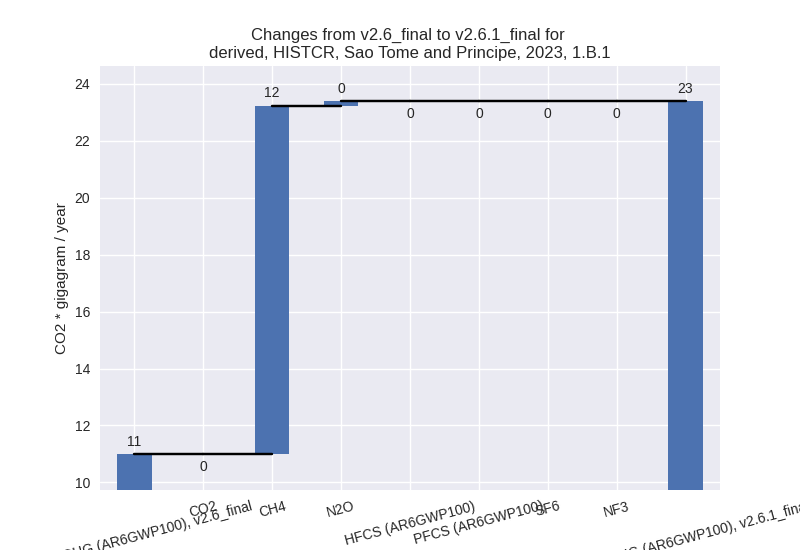 Changes from v2.6_final to v2.6.1_final for
derived, HISTCR, Sao Tome and Principe, 2023, 1.B.1
CO2 * gigagram / year
24
22
20
18
16
14
12
10
11
0
12
0
0
0
0
0
23
(AR6GWP100), v2.6_final
CO2
CH4
N2O
HFCS (AR6GWP100)
PFCS (AR6GWP100)
SF6
NF3
(AR6GWP100), v2.6.1_fina